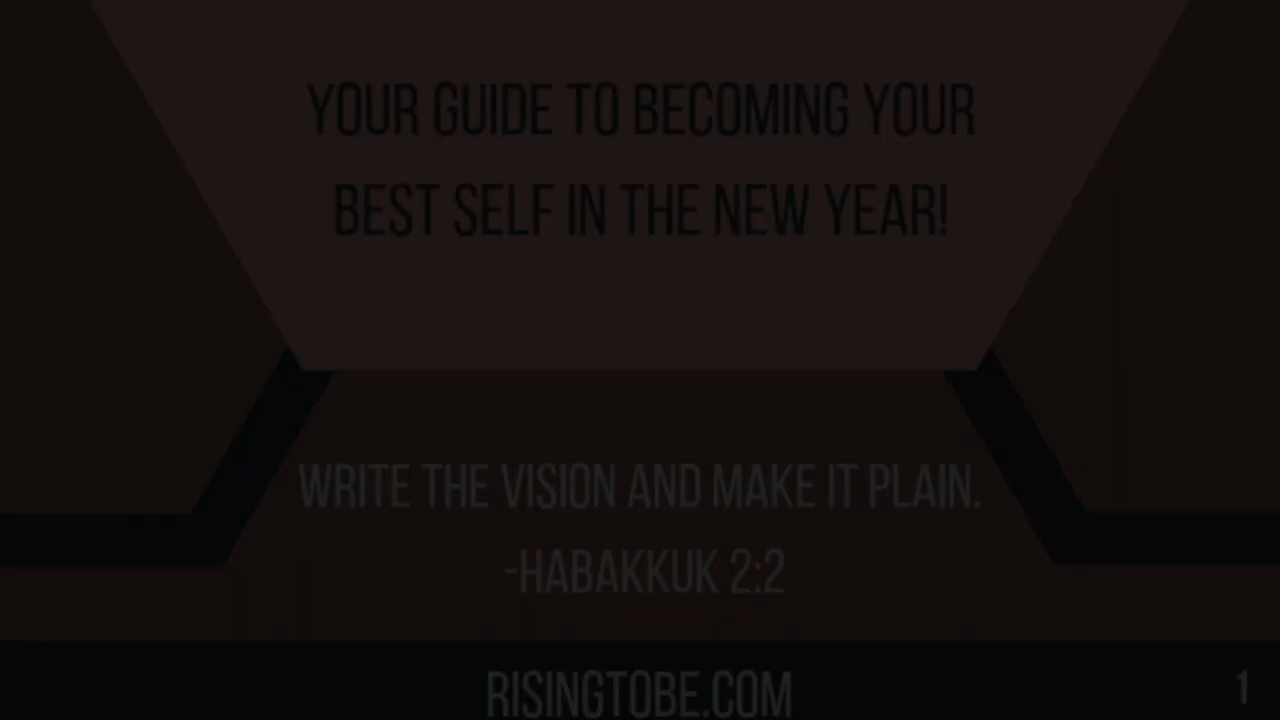 YOUR GUIDE TO BECOMING YOUR
BEST SELF IN THE NEW YEAR!
WRITE THE VISION AND MAKE IT PLAIN.
-HABAKKUK 2:2
RISINGTOBE.COM
1